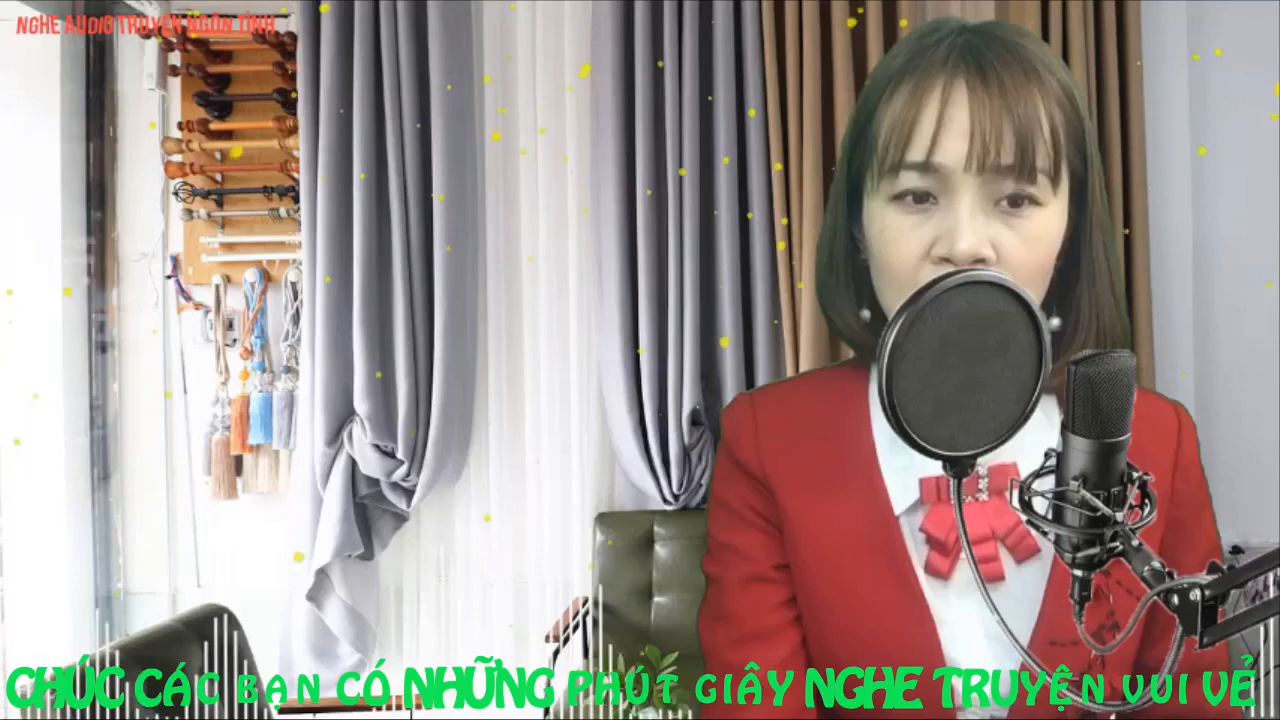 NGHE AUDIO TRUYỆN NGÔN TÌNH
CHÚC CÁC BẠN CÓ NHỮNG PHÚT GIÂY NGHE TRUYỆN VUI VẺ